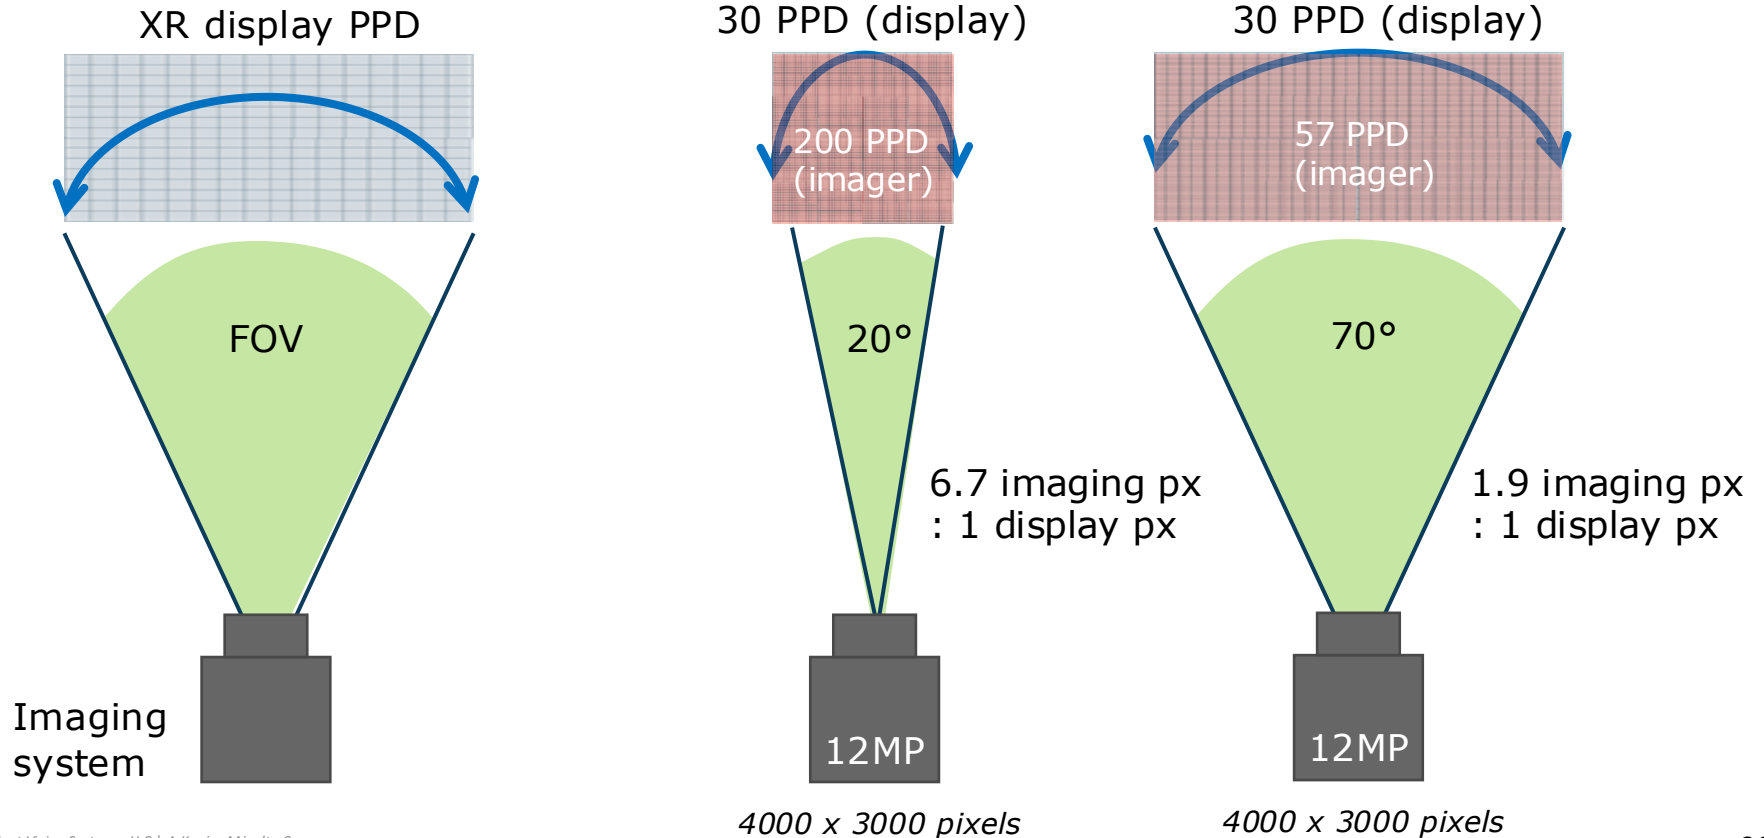 XR display PPD
FOV
Imaging
system
30 PPD (display)
200 PPD
(imager)
20°
6.7 imaging px
: 1 display px
12MP
4000 x 3000 pixels
30 PPD (display)
57 PPD
(imager)
70°
1.9 imaging px
: 1 display px
12MP
4000 x 3000 pixels